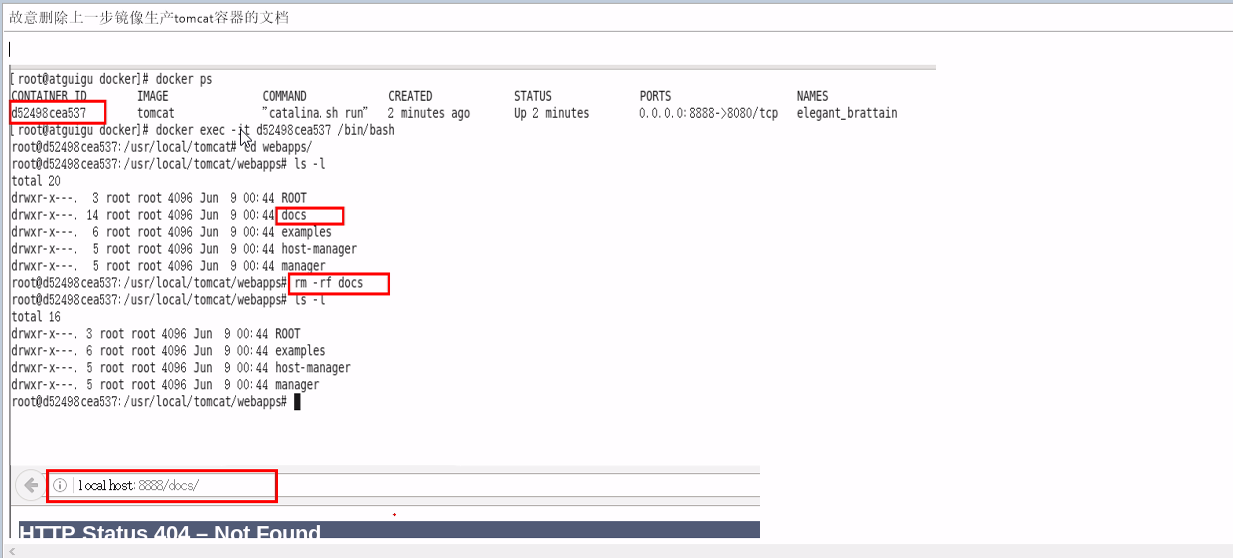 故意删除上一步镜像生产tomcat容器的文档
[root@atguigu docker]# docker ps
CONTAINER ID IMAGE COMMAND CREATED STATUS PORTS NAMES
d52498cea537 tomcat "catalina.sh run" 2 minutes ago Up 2 minutes 0.0.0.0:8888->8080/tcp elegant_brattain
[root@atguigu docker]# docker exec -it d52498cea537 /bin/bash
root@d52498cea537:/usr/local/tomcat# cd webapps/
root@d52498cea537:/usr/local/tomcat/webapps# ls -l
total 20
drwxr-x---. 3 root root 4096 Jun 9 00:44 ROOT
drwxr-x---. 14 root root 4096 Jun 9 00:44 docs
drwxr-x---. 6 root root 4096 Jun 9 00:44 examples
drwxr-x---. 5 root root 4096 Jun 9 00:44 host-manager
drwxr-x---. 5 root root 4096 Jun 9 00:44 manager
root@d52498cea537:/usr/local/tomcat/webapps# rm -rf docs
root@d52498cea537:/usr/local/tomcat/webapps# ls -l
total 16
drwxr-x---. 3 root root 4096 Jun 9 00:44 ROOT
drwxr-x---. 6 root root 4096 Jun 9 00:44 examples
drwxr-x---. 5 root root 4096 Jun 9 00:44 host-manager
drwxr-x---. 5 root root 4096 Jun 9 00:44 manager
root@d52498cea537:/usr/local/tomcat/webapps#
localhost:8888/docs/
HTTP Status 404 – Not Found